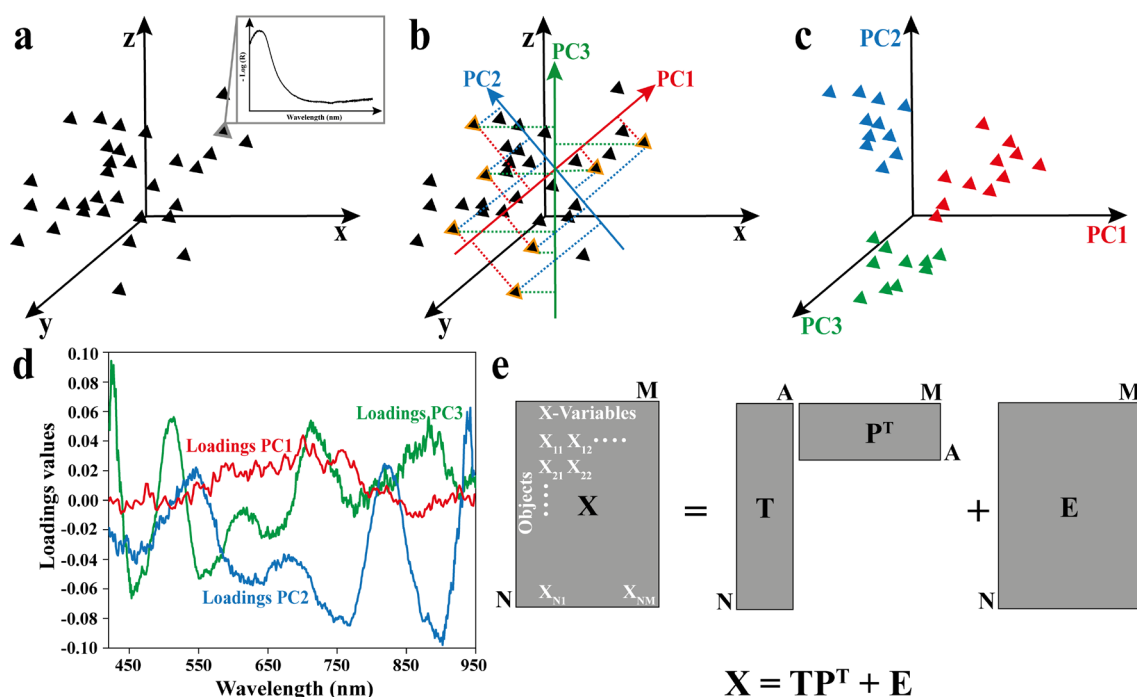 a
z
x
y
- Log (R)
Wavelength (nm)
b
z
PC3
PC2
PC1
x
y
c
PC2
PC1
PC3
d
Loadings values
0.10
0.08
0.06
0.04
0.02
0.00
-0.02
-0.04
-0.06
-0.08
-0.10
Loadings PC3
Loadings PC1
Loadings PC2
450 550 650 750 850 950
Wavelength (nm)
e
M
X-Variables
X11 X12 ····
X21 X22
Objects
X
N
XN1 XNM
=
A
T
N
M
P^T
A
+
M
E
N
X = TP^T + E